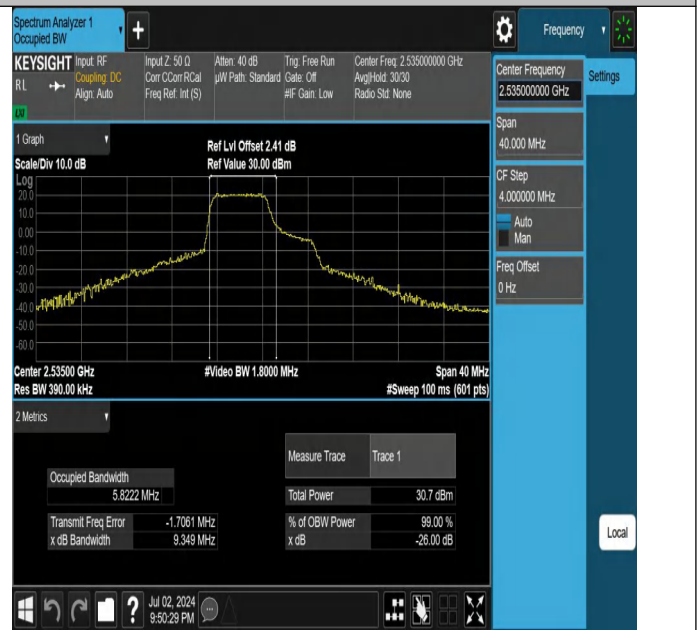 Spectrum Analyzer 1
Occupied BW
Frequency
KEYSIGHT
RL
Input: RF
Coupling: DC
Align: Auto
Input Z: 50 Ω
Corr CCorr RCal
Freq Ref: Int (S)
Atten: 40 dB
µW Path: Standard
Trig: Free Run
Gate: Off
#IF Gain: Low
Center Freq: 2.535000000 GHz
Avg|Hold: 30/30
Radio Std: None
Center Frequency
2.535000000 GHz
Settings
Span
40.000 MHz
CF Step
4.000000 MHz
Auto
Man
Freq Offset
0 Hz
1 Graph
Scale/Div 10.0 dB
Ref Lvl Offset 2.41 dB
Ref Value 30.00 dBm
Log
20.0
10.0
0.00
-10.0
-20.0
-30.0
-40.0
-50.0
-60.0
Center 2.53500 GHz
#Video BW 1.8000 MHz
Span 40 MHz
Res BW 390.00 kHz
#Sweep 100 ms (601 pts)
2 Metrics
Measure Trace Trace 1
Occupied Bandwidth
5.8222 MHz
Total Power 30.7 dBm
Transmit Freq Error -1.7061 MHz
% of OBW Power 99.00 %
x dB Bandwidth 9.349 MHz
x dB -26.00 dB
Local
Jul 02, 2024
9:50:29 PM